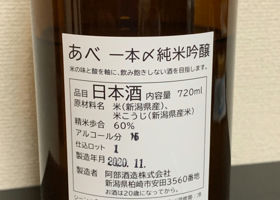 あべ 一本〆純米吟醸
米の味と酸を軸に、飲み飽きしない酒を目指します。
品目 日本酒 内容量 720ml
原材料名 米(新潟県産)、
米こうじ(新潟県産米)
精米歩合 60%
アルコール分 16
仕込ロット 1
製造年月 2020.11.
製造者 阿部酒造株式会社
新潟県柏崎市安田3560番地
お酒は20歳になってから。